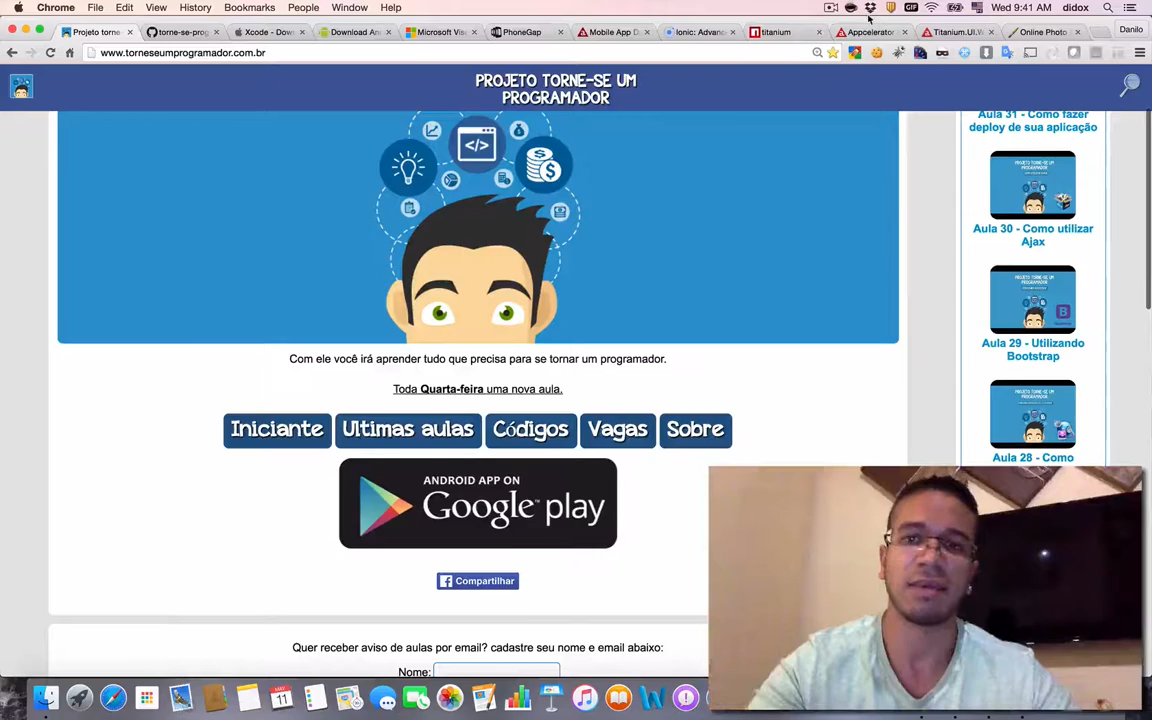 Chrome File Edit View History Bookmarks People Window Help
GIF Wed 9:41 AM didox
Projeto torne- torne-se-prog Xcode - Dow Download An Microsoft Visu PhoneGap Mobile App D Ionic: Advanc titanium Appcelerator Titanium.UI.W Online Photo Danilo
www.torneseumprogramador.com.br
PROJETO TORNE-SE UM
PROGRAMADOR
Aula 31 - Como fazer
deploy de sua aplicação
Aula 30 - Como utilizar
Ajax
Aula 29 - Utilizando
Bootstrap
Aula 28 - Como
</>
Com ele você irá aprender tudo que precisa para se tornar um programador.
Toda Quarta-feira uma nova aula.
Iniciante Ultimas aulas Códigos Vagas Sobre
ANDROID APP ON
Google play
Compartilhar
Quer receber aviso de aulas por email? cadastre seu nome e email abaixo:
Nome:
11